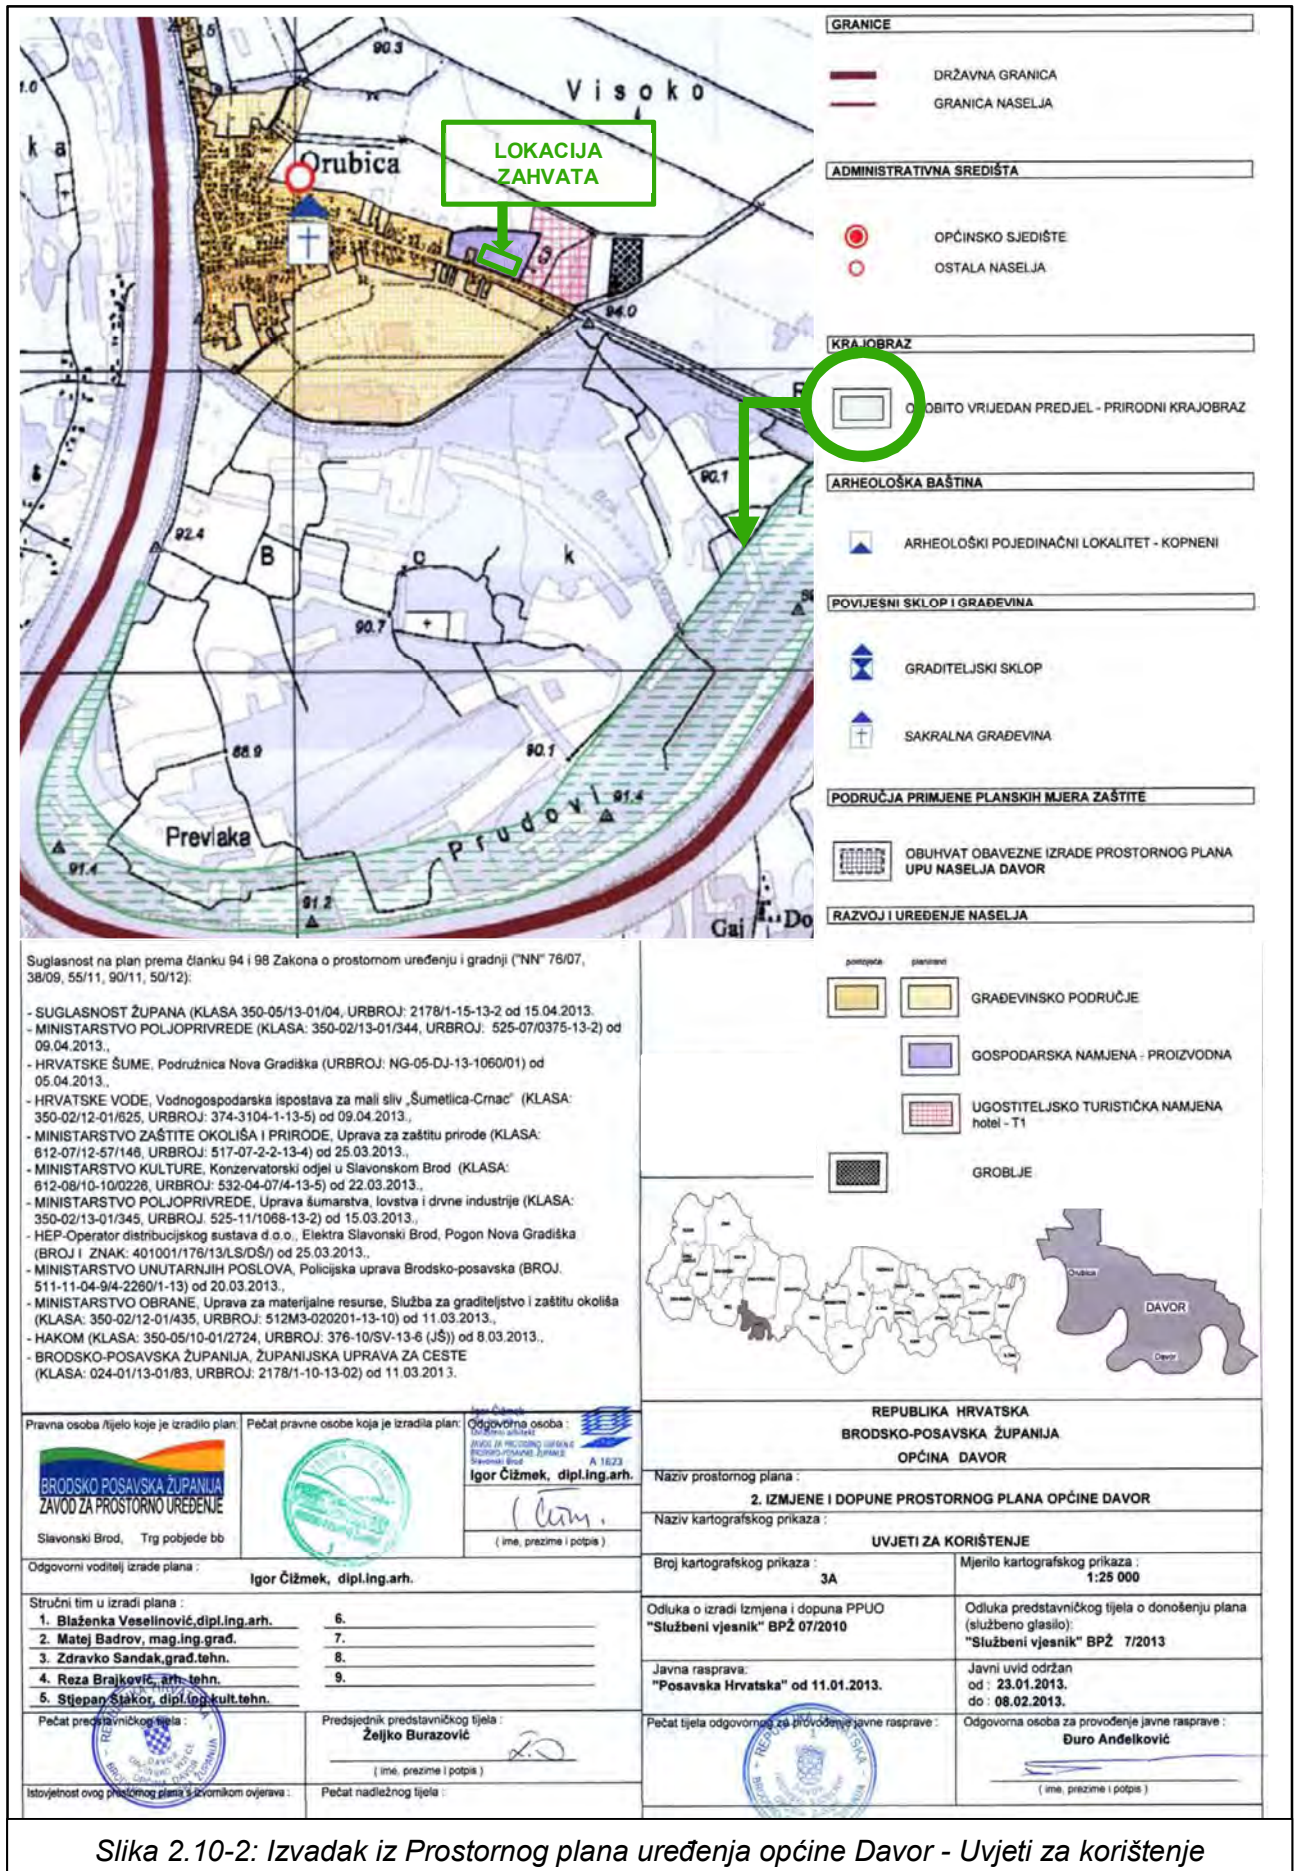 1.5
90.3
1.0
V i s o k o
k a
LOKACIJA
ZAHVATA
Orubica
94.0
R
90.1
92.4
B
c
k
90.7
88.9
90.1
91.4
Prudovi
Prevlaka
91.4
91.2
Gaj
Do
GRANICE
DRŽAVNA GRANICA
GRANICA NASELJA
ADMINISTRATIVNA SREDIŠTA
OPĆINSKO SJEDIŠTE
OSTALA NASELJA
KRAJOBRAZ
OSOBITO VRIJEDAN PREDJEL - PRIRODNI KRAJOBRAZ
ARHEOLOŠKA BAŠTINA
ARHEOLOŠKI POJEDINAČNI LOKALITET - KOPNENI
POVIJESNI SKLOP I GRAĐEVINA
GRADITELJSKI SKLOP
SAKRALNA GRAĐEVINA
PODRUČJA PRIMJENE PLANSKIH MJERA ZAŠTITE
OBUHVAT OBAVEZNE IZRADE PROSTORNOG PLANA
UPU NASELJA DAVOR
RAZVOJ I UREĐENJE NASELJA
postojeće planirano
GRAĐEVINSKO PODRUČJE
GOSPODARSKA NAMJENA - PROIZVODNA
UGOSTITELJSKO TURISTIČKA NAMJENA
hotel - T1
GROBLJE
Suglasnost na plan prema članku 94 i 98 Zakona o prostornom uređenju i gradnji ("NN" 76/07,
38/09, 55/11, 90/11, 50/12):
- SUGLASNOST ŽUPANA (KLASA 350-05/13-01/04, URBROJ: 2178/1-15-13-2 od 15.04.2013.
- MINISTARSTVO POLJOPRIVREDE (KLASA: 350-02/13-01/344, URBROJ: 525-07/0375-13-2) od
09.04.2013.,
- HRVATSKE ŠUME, Podružnica Nova Gradiška (URBROJ: NG-05-DJ-13-1060/01) od
05.04.2013.,
- HRVATSKE VODE, Vodnogospodarska ispostava za mali sliv „Šumetlica-Crnac" (KLASA:
350-02/12-01/625, URBROJ: 374-3104-1-13-5) od 09.04.2013.,
- MINISTARSTVO ZAŠTITE OKOLIŠA I PRIRODE, Uprava za zaštitu prirode (KLASA:
612-07/12-57/146, URBROJ: 517-07-2-2-13-4) od 25.03.2013.,
- MINISTARSTVO KULTURE, Konzervatorski odjel u Slavonskom Brod (KLASA:
612-08/10-10/0226, URBROJ: 532-04-07/4-13-5) od 22.03.2013.,
- MINISTARSTVO POLJOPRIVREDE, Uprava šumarstva, lovstva i drvne industrije (KLASA:
350-02/13-01/345, URBROJ. 525-11/1068-13-2) od 15.03.2013.,
- HEP-Operator distribucijskog sustava d.o.o., Elektra Slavonski Brod, Pogon Nova Gradiška
(BROJ I ZNAK: 401001/176/13/LS/DŠ/) od 25.03.2013.,
- MINISTARSTVO UNUTARNJIH POSLOVA, Policijska uprava Brodsko-posavska (BROJ.
511-11-04-9/4-2260/1-13) od 20.03.2013.,
- MINISTARSTVO OBRANE, Uprava za materijalne resurse, Služba za graditeljstvo i zaštitu okoliša
(KLASA: 350-02/12-01/435, URBROJ: 512M3-020201-13-10) od 11.03.2013.,
- HAKOM (KLASA: 350-05/10-01/2724, URBROJ: 376-10/SV-13-6 (JŠ)) od 8.03.2013.,
- BRODSKO-POSAVSKA ŽUPANIJA, ŽUPANIJSKA UPRAVA ZA CESTE
(KLASA: 024-01/13-01/83, URBROJ: 2178/1-10-13-02) od 11.03.2013.
Orubica
DAVOR
Davor
Pravna osoba /tijelo koje je izradilo plan:
BRODSKO POSAVSKA ŽUPANIJA
ZAVOD ZA PROSTORNO UREĐENJE
Slavonski Brod, Trg pobjede bb
Pečat pravne osobe koja je izradila plan:
Odgovorna osoba :
Igor Čižmek
ZAVOD ZA PROSTORNO UREĐENJE
BRODSKO-POSAVSKE ŽUPANIJE
Slavonski Brod A 1623
Igor Čižmek, dipl.ing.arh.
( ime, prezime i potpis )
Odgovorni voditelj izrade plana :
Igor Čižmek, dipl.ing.arh.
Stručni tim u izradi plana :
1. Blaženka Veselinović,dipl.ing.arh. 6.
2. Matej Badrov, mag.ing.građ. 7.
3. Zdravko Sandak,građ.tehn. 8.
4. Reza Brajković, arh. tehn. 9.
5. Stjepan Štakor, dipl.ing.kult.tehn.
Pečat predstavničkog tijela :
Predsjednik predstavničkog tijela :
Željko Burazović
( ime, prezime i potpis )
Istovjetnost ovog prostornog plana s izvornikom ovjerava :
Pečat nadležnog tijela :
REPUBLIKA HRVATSKA
BRODSKO-POSAVSKA ŽUPANIJA
OPĆINA DAVOR
Naziv prostornog plana :
2. IZMJENE I DOPUNE PROSTORNOG PLANA OPĆINE DAVOR
Naziv kartografskog prikaza :
UVJETI ZA KORIŠTENJE
Broj kartografskog prikaza :
3A
Mjerilo kartografskog prikaza :
1:25 000
Odluka o izradi Izmjena i dopuna PPUO
"Službeni vjesnik" BPŽ 07/2010
Odluka predstavničkog tijela o donošenju plana
(službeno glasilo):
"Službeni vjesnik" BPŽ 7/2013
Javna rasprava:
"Posavska Hrvatska" od 11.01.2013.
Javni uvid održan
od : 23.01.2013.
do : 08.02.2013.
Pečat tijela odgovornog za provođenje javne rasprave :
Odgovorna osoba za provođenje javne rasprave :
Đuro Anđelković
( ime, prezime i potpis )
Slika 2.10-2: Izvadak iz Prostornog plana uređenja općine Davor - Uvjeti za korištenje